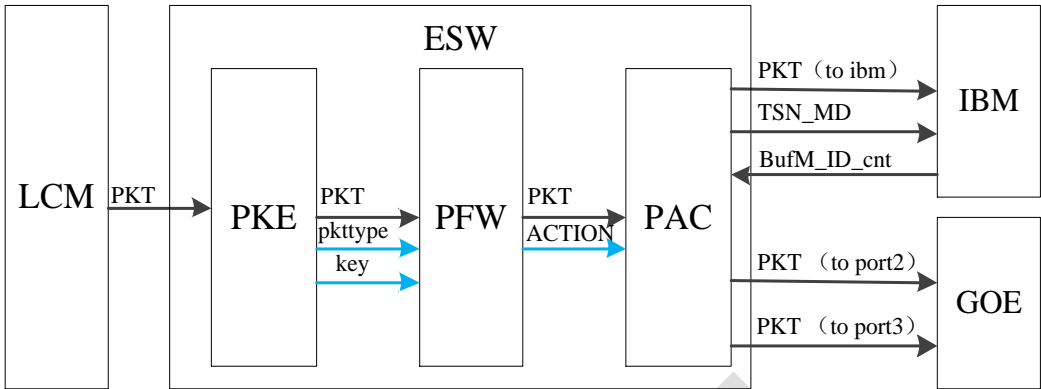 ESW
LCM
PKT
PKE
PKT
pkttype
key
PFW
PKT
ACTION
PAC
PKT（to ibm）
TSN_MD
BufM_ID_cnt
IBM
PKT （to port2）
PKT （to port3）
GOE